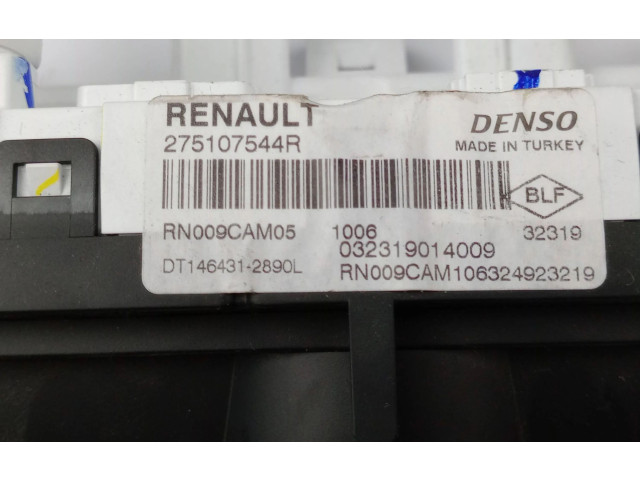 RENAULT DENSO
275107544R MADE IN TURKEY
BLF
RN009CAM05 1006 32319
032319014009
DT146431-2890L RN009CAM106324923219